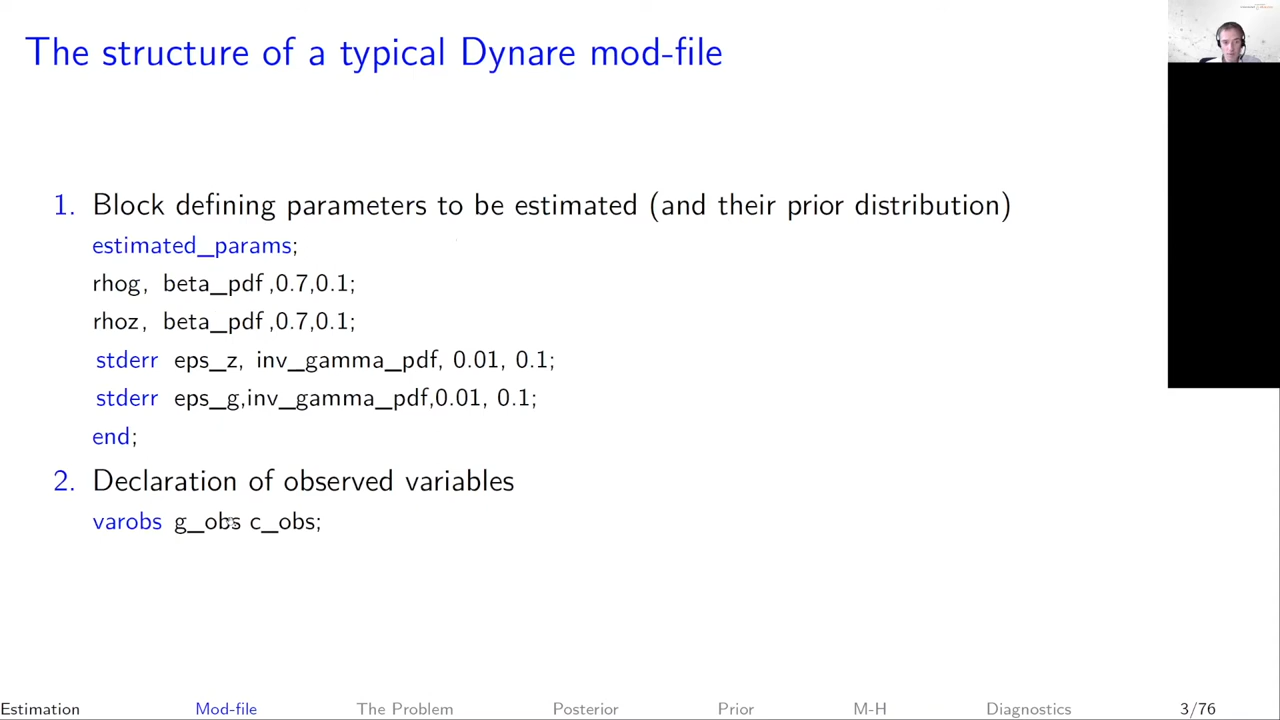 The structure of a typical Dynare mod-file
1. Block defining parameters to be estimated (and their prior distribution)
estimated_params;
rhog, beta_pdf ,0.7,0.1;
rhoz, beta_pdf ,0.7,0.1;
stderr eps_z, inv_gamma_pdf, 0.01, 0.1;
stderr eps_g,inv_gamma_pdf,0.01, 0.1;
end;
2. Declaration of observed variables
varobs g_obs c_obs;
Estimation Mod-file The Problem Posterior Prior M-H Diagnostics 3/76